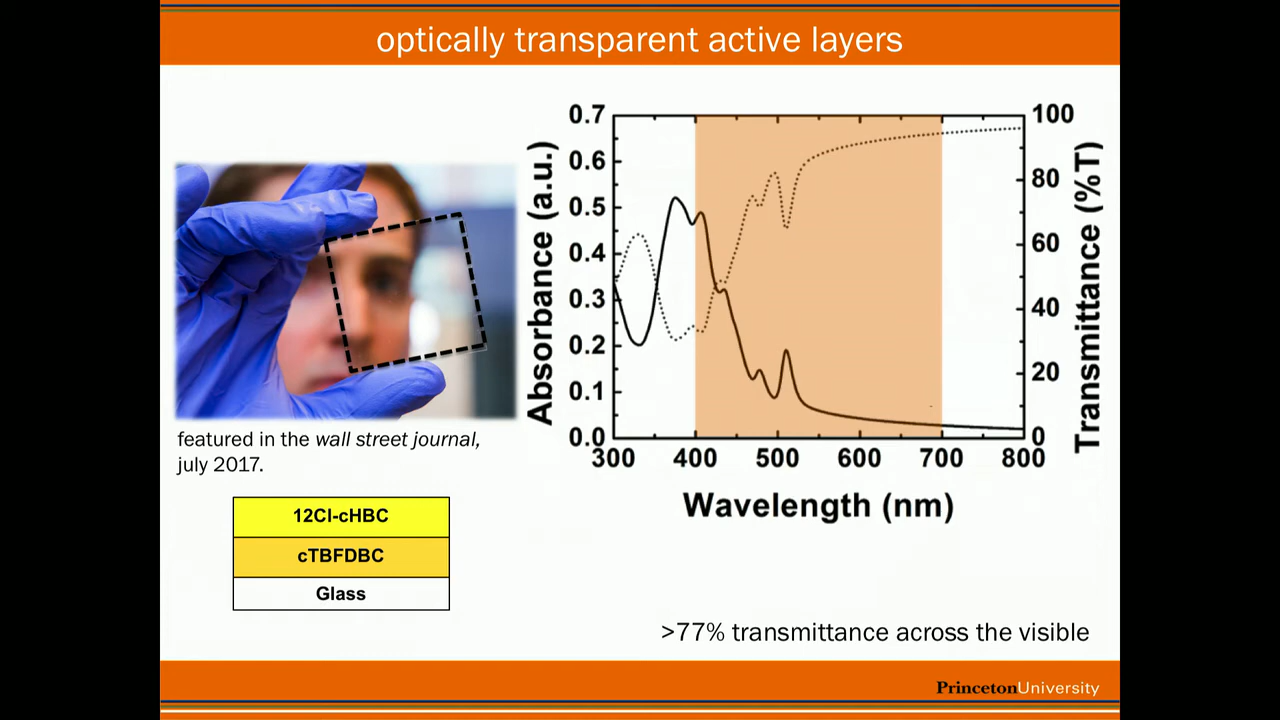 optically transparent active layers
Absorbance (a.u.)
0.7
0.6
0.5
0.4
0.3
0.2
0.1
0.0
300 400 500 600 700 800
Wavelength (nm)
100
80
60
40
20
0
Transmittance (%T)
featured in the wall street journal,
july 2017.
12Cl-cHBC
cTBFDBC
Glass
>77% transmittance across the visible
PrincetonUniversity